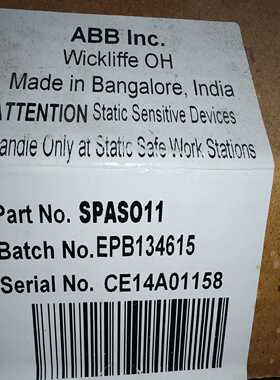 ABB Inc.
Wickliffe OH
Made in Bangalore, India
ATTENTION Static Sensitive Devices
andle Only at Static Safe Work Stations
Part No. SPASO11
Batch No.EPB134615
Serial No. CE14A01158